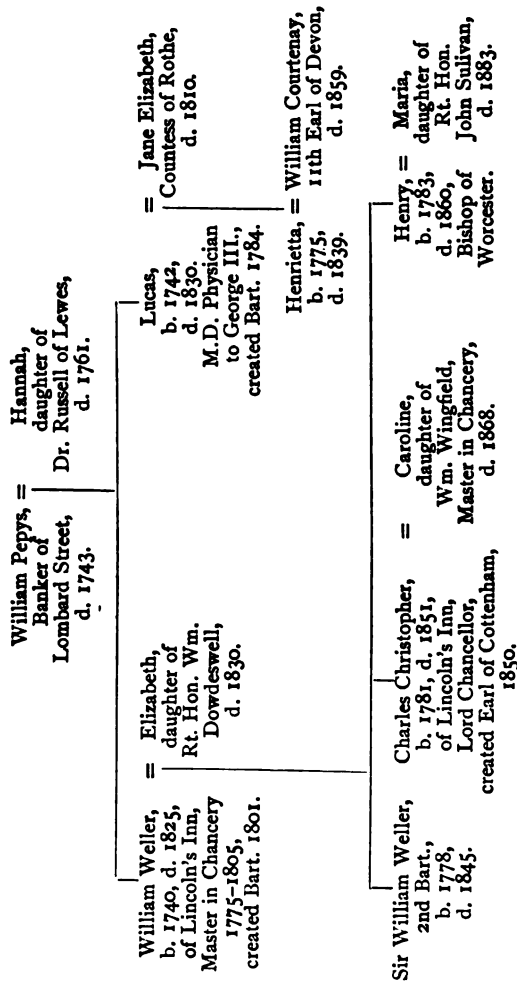 William Pepys,
Banker of
Lombard Street,
d. 1743.
=
Hannah,
daughter of
Dr. Russell of Lewes,
d. 1761.
William Weller,
b. 1740, d. 1825,
of Lincoln's Inn,
Master in Chancery
1775-1805,
created Bart. 1801.
=
Elizabeth,
daughter of
Rt. Hon. Wm.
Dowdeswell,
d. 1830.
Lucas,
b. 1742,
d. 1830.
M.D. Physician
to George III.,
created Bart. 1784.
=
Jane Elizabeth,
Countess of Rothe,
d. 1810.
Henrietta,
b. 1775,
d. 1839.
=
William Courtenay,
11th Earl of Devon,
d. 1859.
Sir William Weller,
2nd Bart.,
b. 1778,
d. 1845.
Charles Christopher,
b. 1781, d. 1851,
of Lincoln's Inn,
Lord Chancellor,
created Earl of Cottenham,
1850.
=
Caroline,
daughter of
Wm. Wingfield,
Master in Chancery,
d. 1868.
Henry,
b. 1783,
d. 1860,
Bishop of
Worcester.
=
Maria,
daughter of
Rt. Hon.
John Sulivan,
d. 1883.